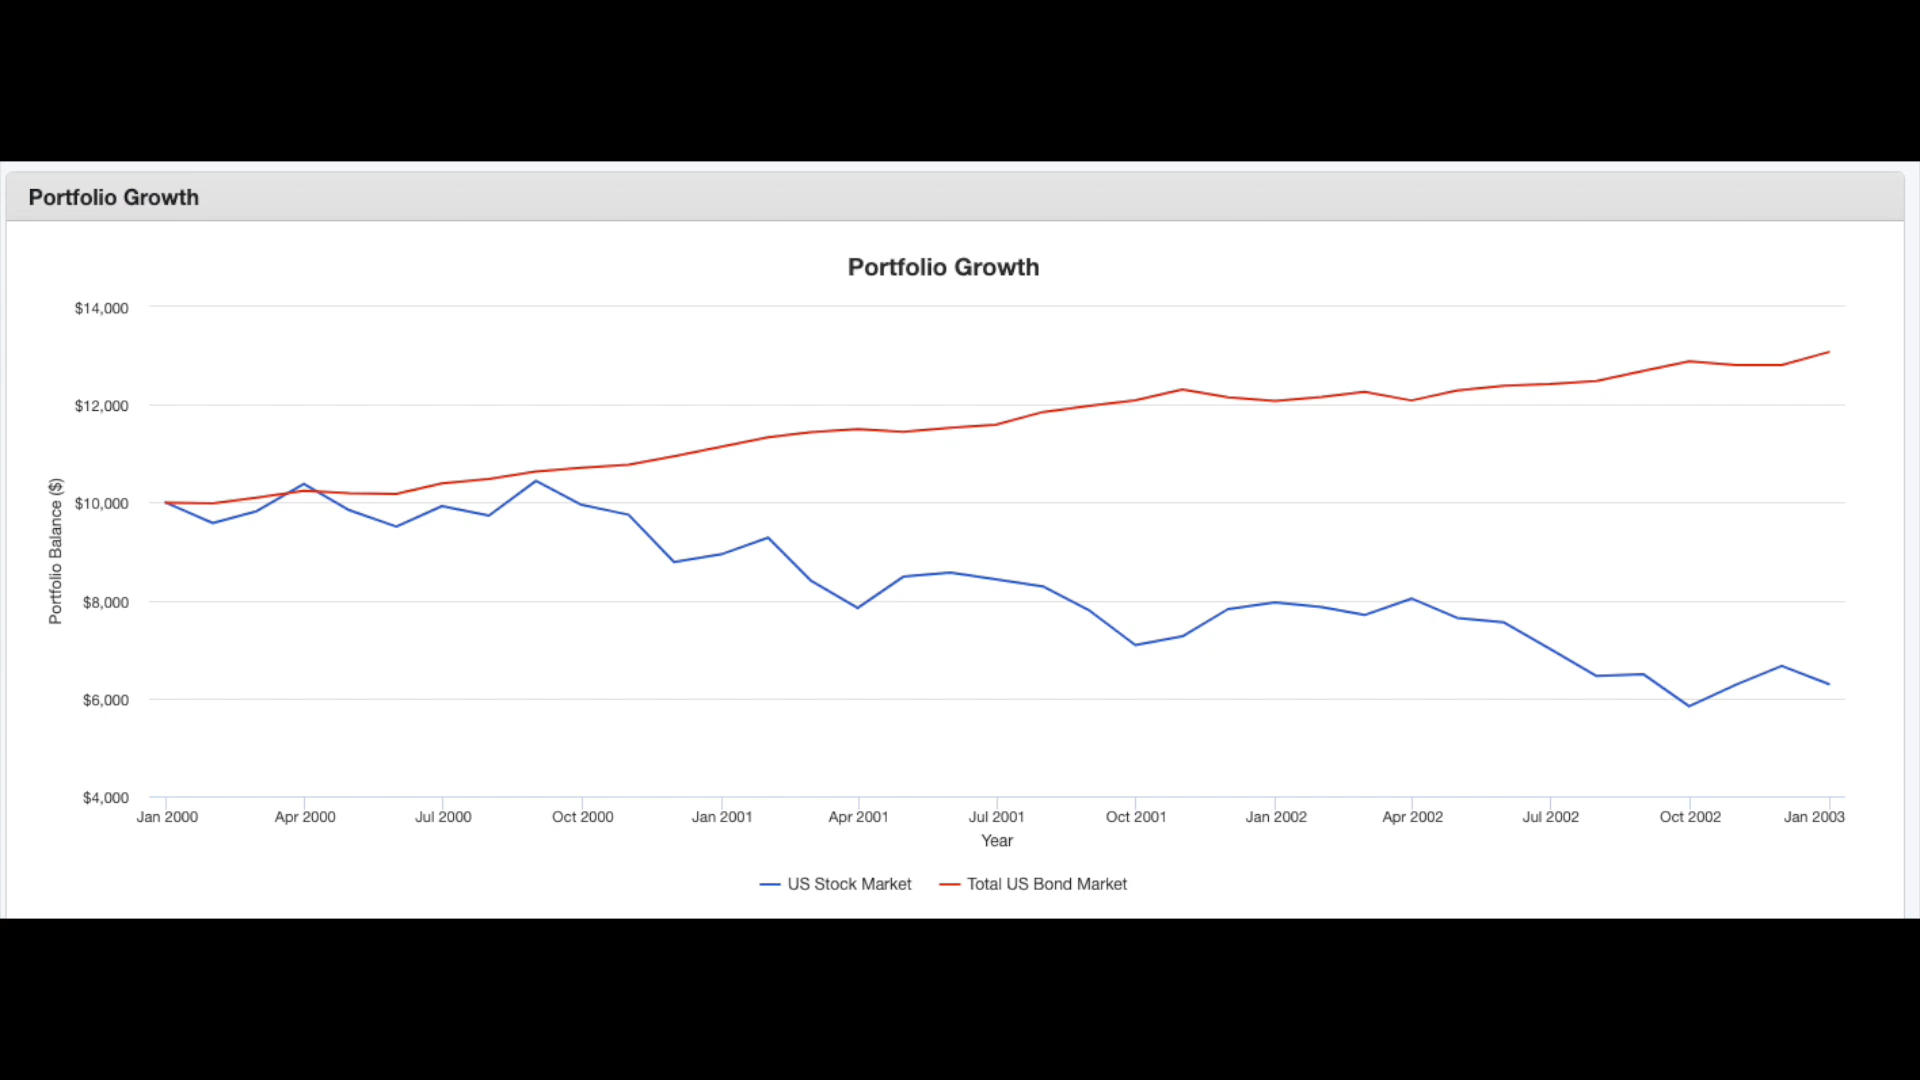 Portfolio Growth
Portfolio Growth
$14,000
$12,000
$10,000
$8,000
$6,000
$4,000
Portfolio Balance ($)
Jan 2000 Apr 2000 Jul 2000 Oct 2000 Jan 2001 Apr 2001 Jul 2001 Oct 2001 Jan 2002 Apr 2002 Jul 2002 Oct 2002 Jan 2003
Year
US Stock Market Total US Bond Market